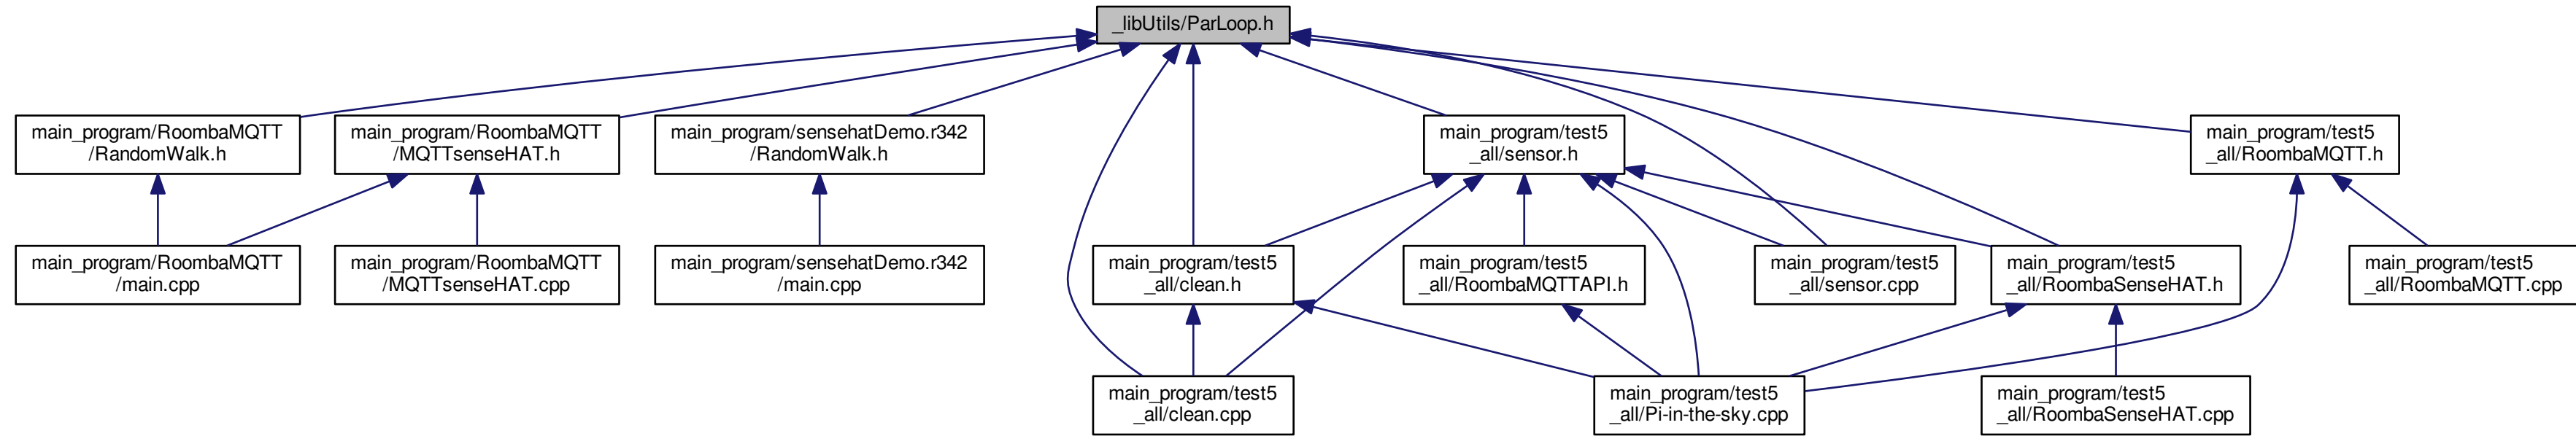 _libUtils/ParLoop.h
main_program/RoombaMQTT
/RandomWalk.h
main_program/RoombaMQTT
/MQTTsenseHAT.h
main_program/sensehatDemo.r342
/RandomWalk.h
main_program/test5
_all/sensor.h
main_program/test5
_all/RoombaMQTT.h
main_program/RoombaMQTT
/main.cpp
main_program/RoombaMQTT
/MQTTsenseHAT.cpp
main_program/sensehatDemo.r342
/main.cpp
main_program/test5
_all/clean.h
main_program/test5
_all/RoombaMQTTAPI.h
main_program/test5
_all/sensor.cpp
main_program/test5
_all/RoombaSenseHAT.h
main_program/test5
_all/RoombaMQTT.cpp
main_program/test5
_all/clean.cpp
main_program/test5
_all/Pi-in-the-sky.cpp
main_program/test5
_all/RoombaSenseHAT.cpp